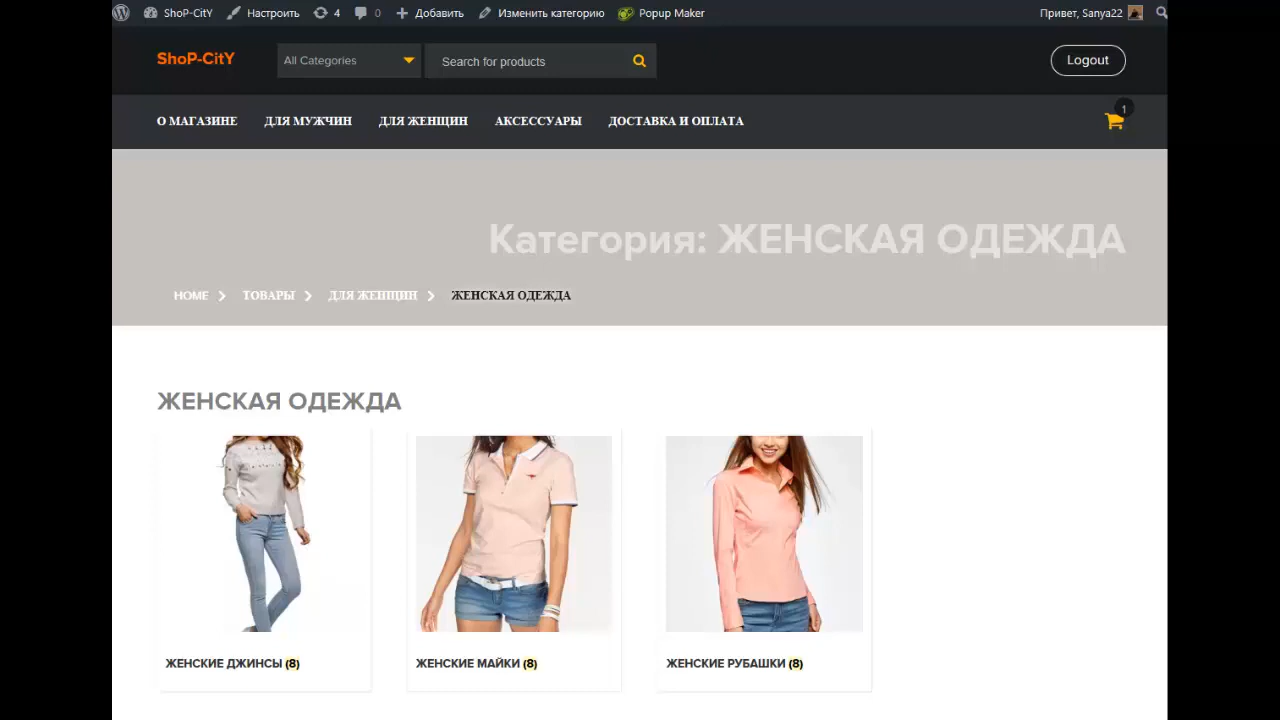 ShoP-CitY Настроить 4 0 Добавить Изменить категорию Popup Maker Привет, Sanya22
ShoP-CitY All Categories Search for products Logout
1
О МАГАЗИНЕ ДЛЯ МУЖЧИН ДЛЯ ЖЕНЩИН АКСЕССУАРЫ ДОСТАВКА И ОПЛАТА
Категория: ЖЕНСКАЯ ОДЕЖДА
HOME ТОВАРЫ ДЛЯ ЖЕНЩИН ЖЕНСКАЯ ОДЕЖДА
ЖЕНСКАЯ ОДЕЖДА
ЖЕНСКИЕ ДЖИНСЫ (8) ЖЕНСКИЕ МАЙКИ (8) ЖЕНСКИЕ РУБАШКИ (8)